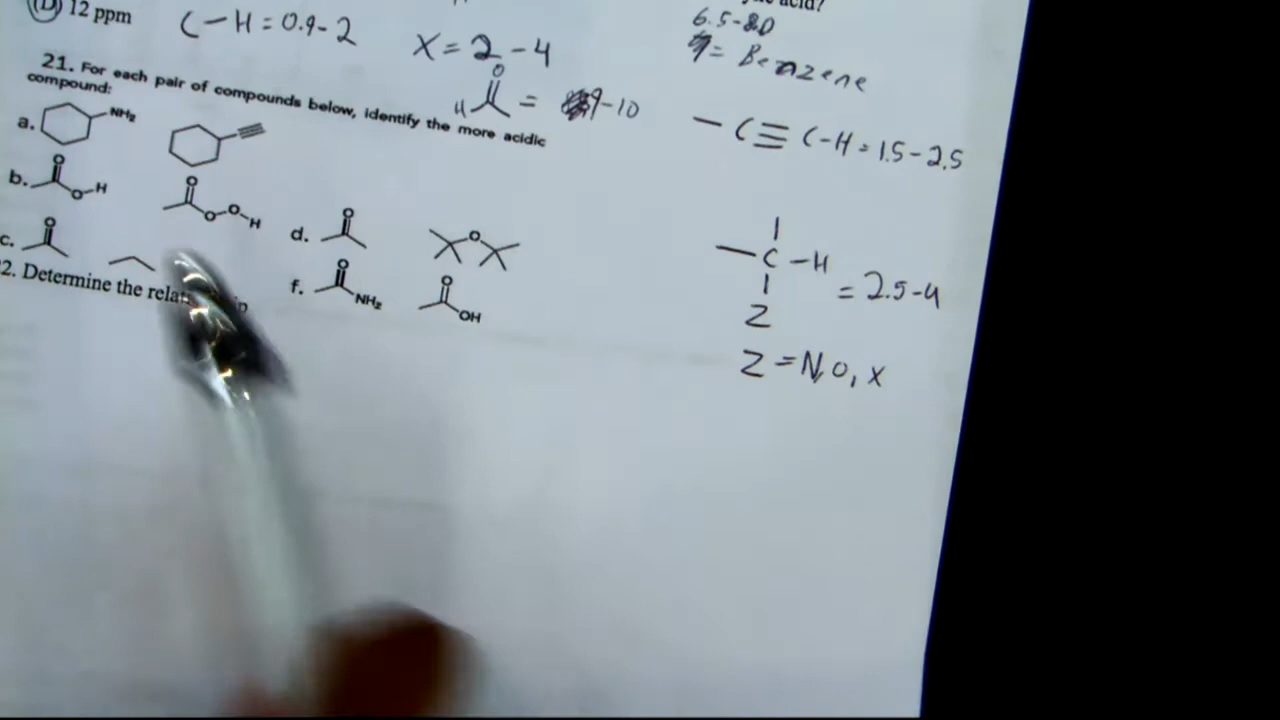 (D) 12 ppm
C-H = 0.9-2
X = 2-4
acid?
6.5-8.0
= Benzene
O
H = 9-10
-C≡C-H = 1.5-2.5
21. For each pair of compounds below, identify the more acidic
compound:
a. NH₂
b. O O-H O O-O-H
c. O
d. O O
f. O NH₂ O OH
2. Determine the
-C-H = 2.5-4
Z
Z = N, O, X